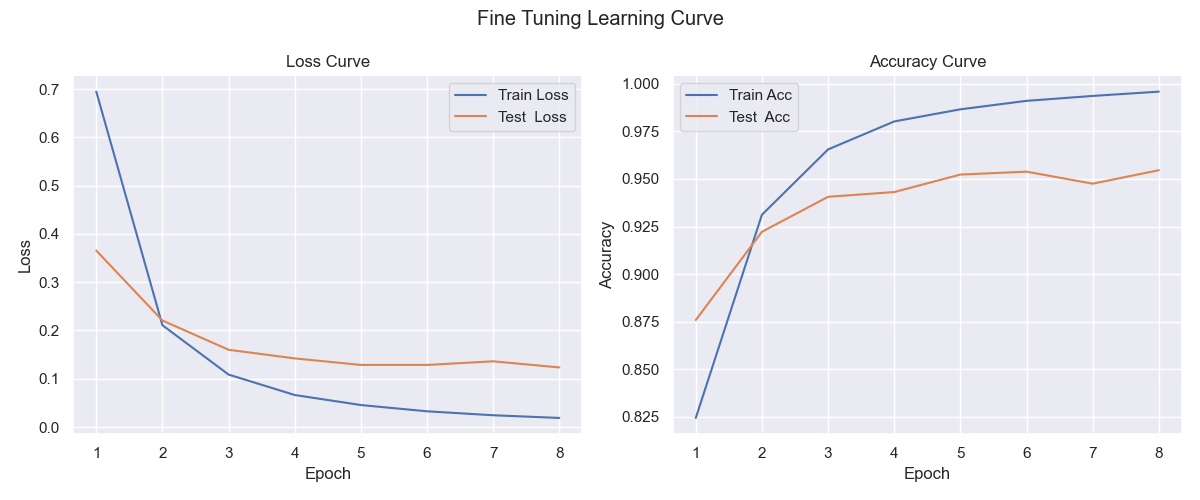 Fine Tuning Learning Curve
Loss Curve
0.7
0.6
0.5
0.4
0.3
0.2
0.1
0.0
Loss
Train Loss
Test  Loss
1 2 3 4 5 6 7 8
Epoch
Accuracy Curve
1.000
0.975
0.950
0.925
0.900
0.875
0.850
0.825
Accuracy
Train Acc
Test  Acc
1 2 3 4 5 6 7 8
Epoch